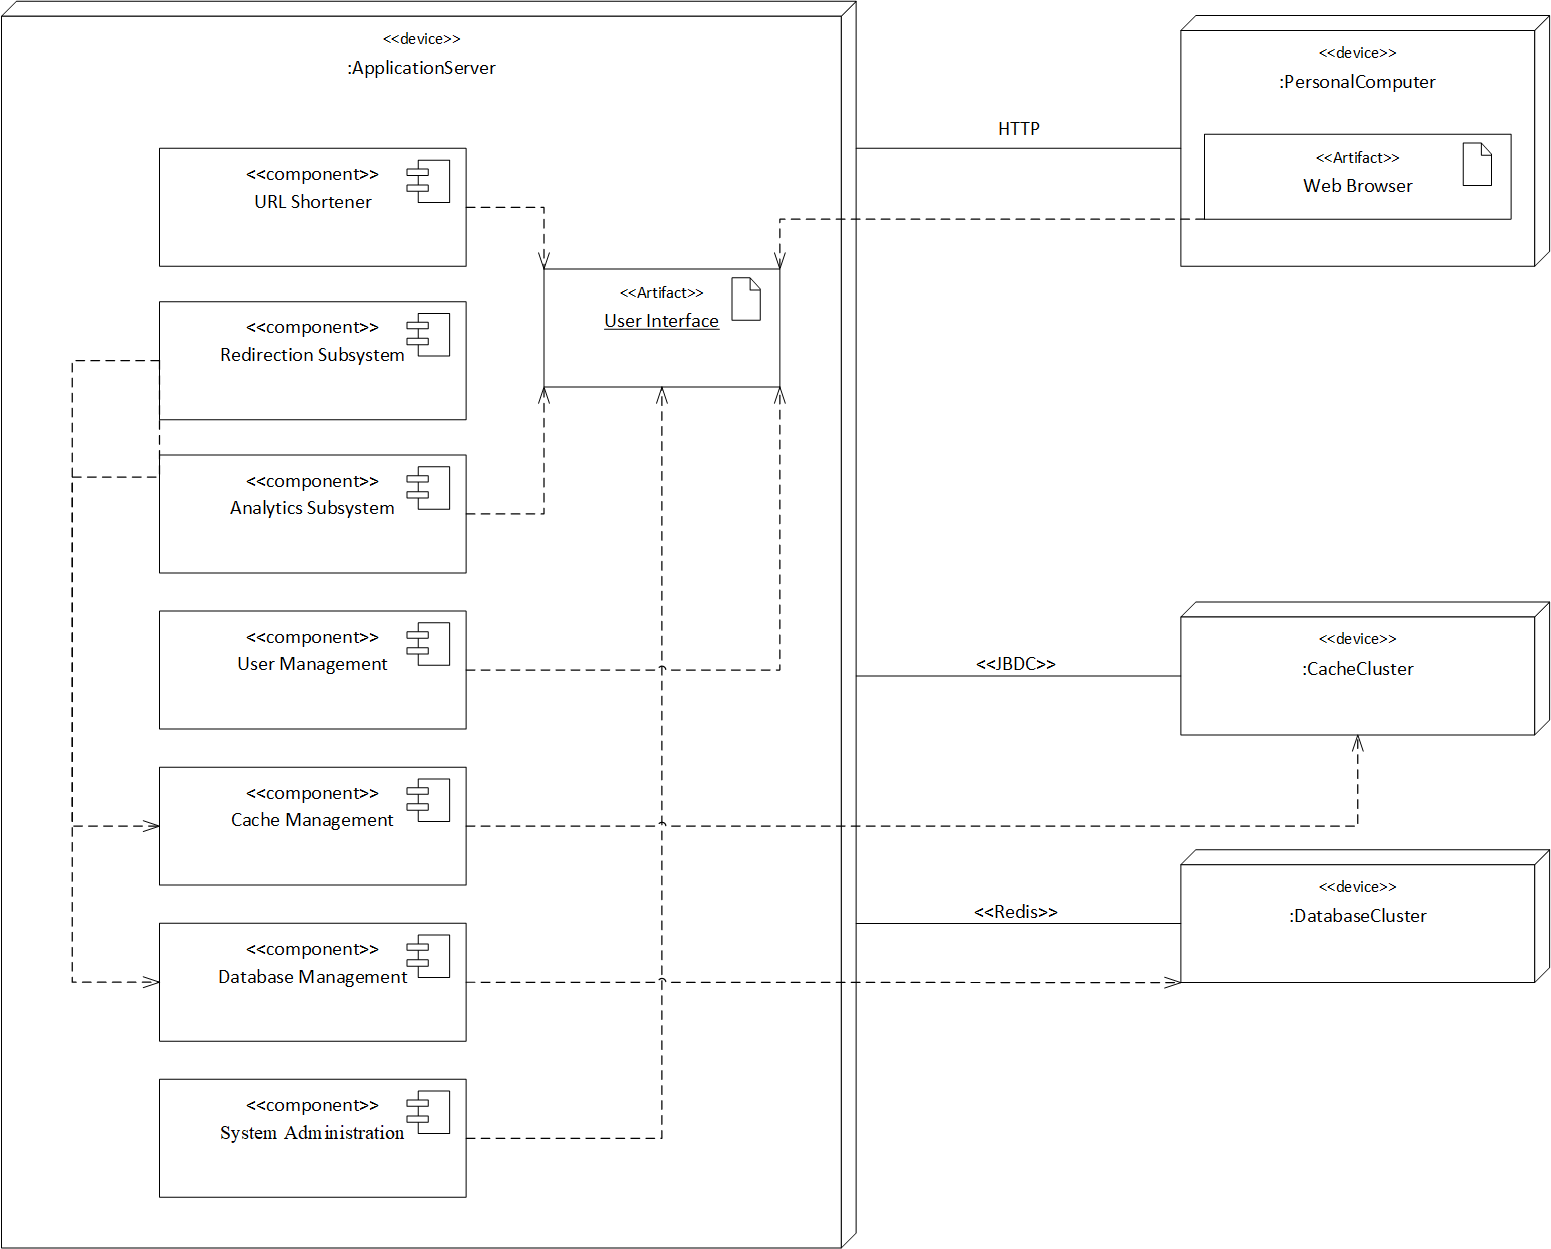 <<device>>
:ApplicationServer
<<component>>
URL Shortener
<<component>>
Redirection Subsystem
<<component>>
Analytics Subsystem
<<component>>
User Management
<<component>>
Cache Management
<<component>>
Database Management
<<component>>
System Administration
<<Artifact>>
User Interface
HTTP
<<device>>
:PersonalComputer
<<Artifact>>
Web Browser
<<JBDC>>
<<device>>
:CacheCluster
<<Redis>>
<<device>>
:DatabaseCluster